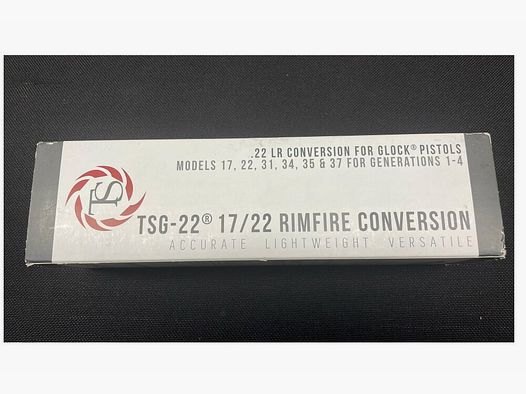 .22 LR CONVERSION FOR GLOCK® PISTOLS
MODELS 17, 22, 31, 34, 35 & 37 FOR GENERATIONS 1-4
TS
TSG-22® 17/22 RIMFIRE CONVERSION
ACCURATE LIGHTWEIGHT VERSATILE